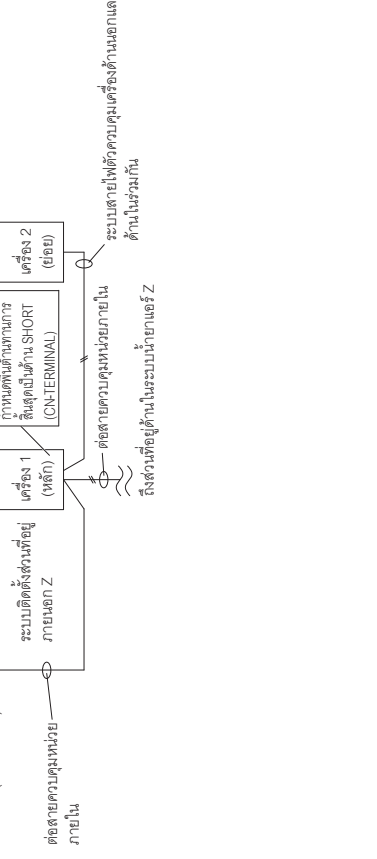 ระบบสายไฟตัวควบคุมเครื่องด้านนอกและ
ด้านในร่วมกัน
เครื่อง 2
(ย่อย)
กำหนดพินต้านทานการ
สิ้นสุดเป็นด้าน SHORT
(CN-TERMINAL)
ต่อสายควบคุมหน่วยภายใน
ถึงส่วนที่อยู่ด้านในระบบน้ำยาแอร์ Z
เครื่อง 1
(หลัก)
ระบบติดตั้งส่วนที่อยู่
ภายนอก Z
ต่อสายควบคุมหน่วย
ภายใน